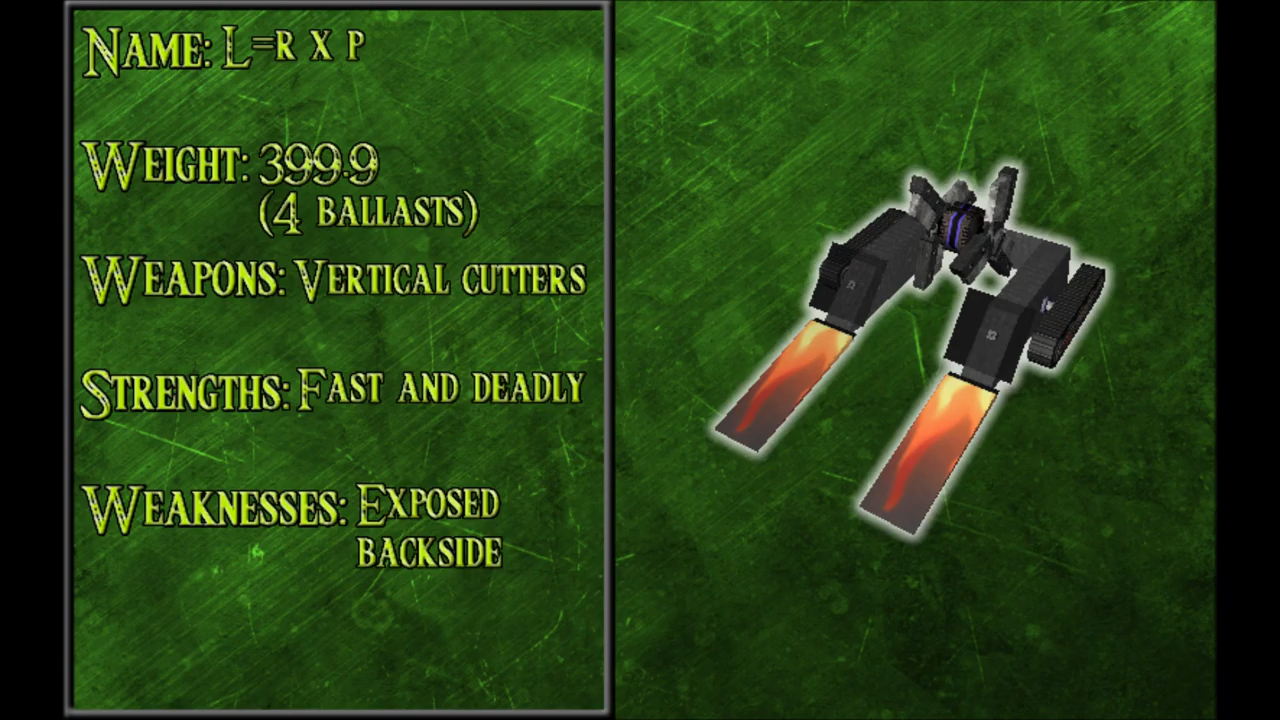 Name: L=r x p
Weight: 399.9
(4 ballasts)
Weapons: Vertical cutters
Strengths: Fast and deadly
Weaknesses: Exposed
backside